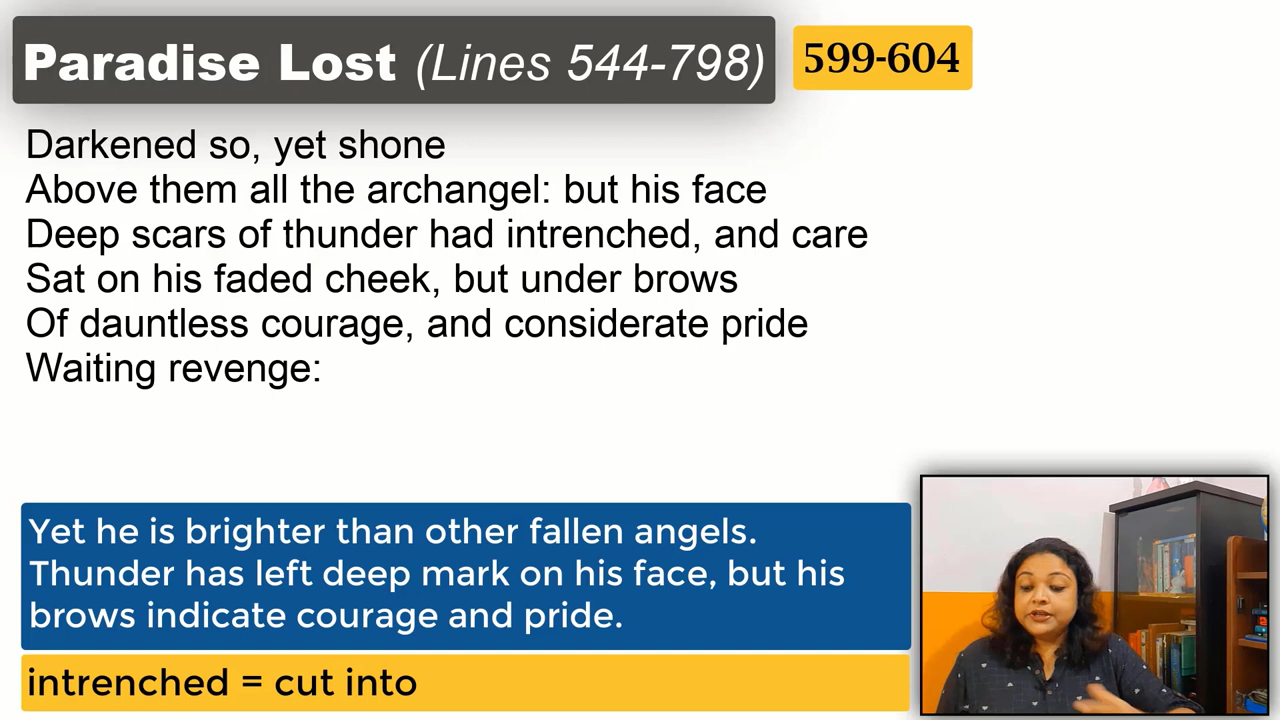 Paradise Lost (Lines 544-798) 599-604
Darkened so, yet shone
Above them all the archangel: but his face
Deep scars of thunder had intrenched, and care
Sat on his faded cheek, but under brows
Of dauntless courage, and considerate pride
Waiting revenge:
Yet he is brighter than other fallen angels.
Thunder has left deep mark on his face, but his
brows indicate courage and pride.
intrenched = cut into